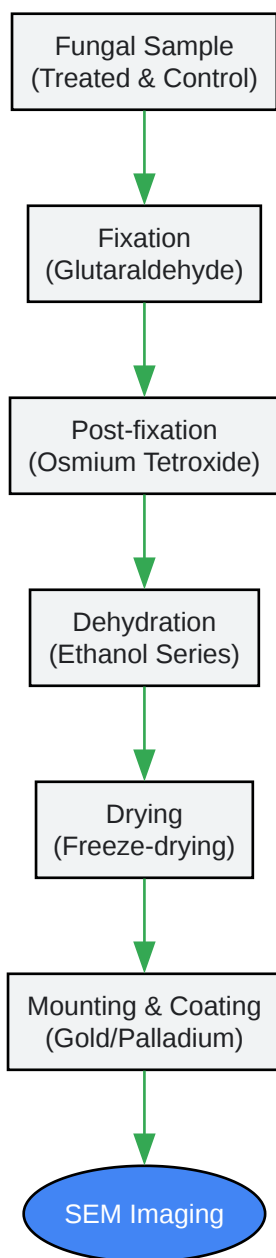 Fungal Sample
(Treated & Control)
Fixation
(Glutaraldehyde)
Post-fixation
(Osmium Tetroxide)
Dehydration
(Ethanol Series)
Drying
(Freeze-drying)
Mounting & Coating
(Gold/Palladium)
SEM Imaging